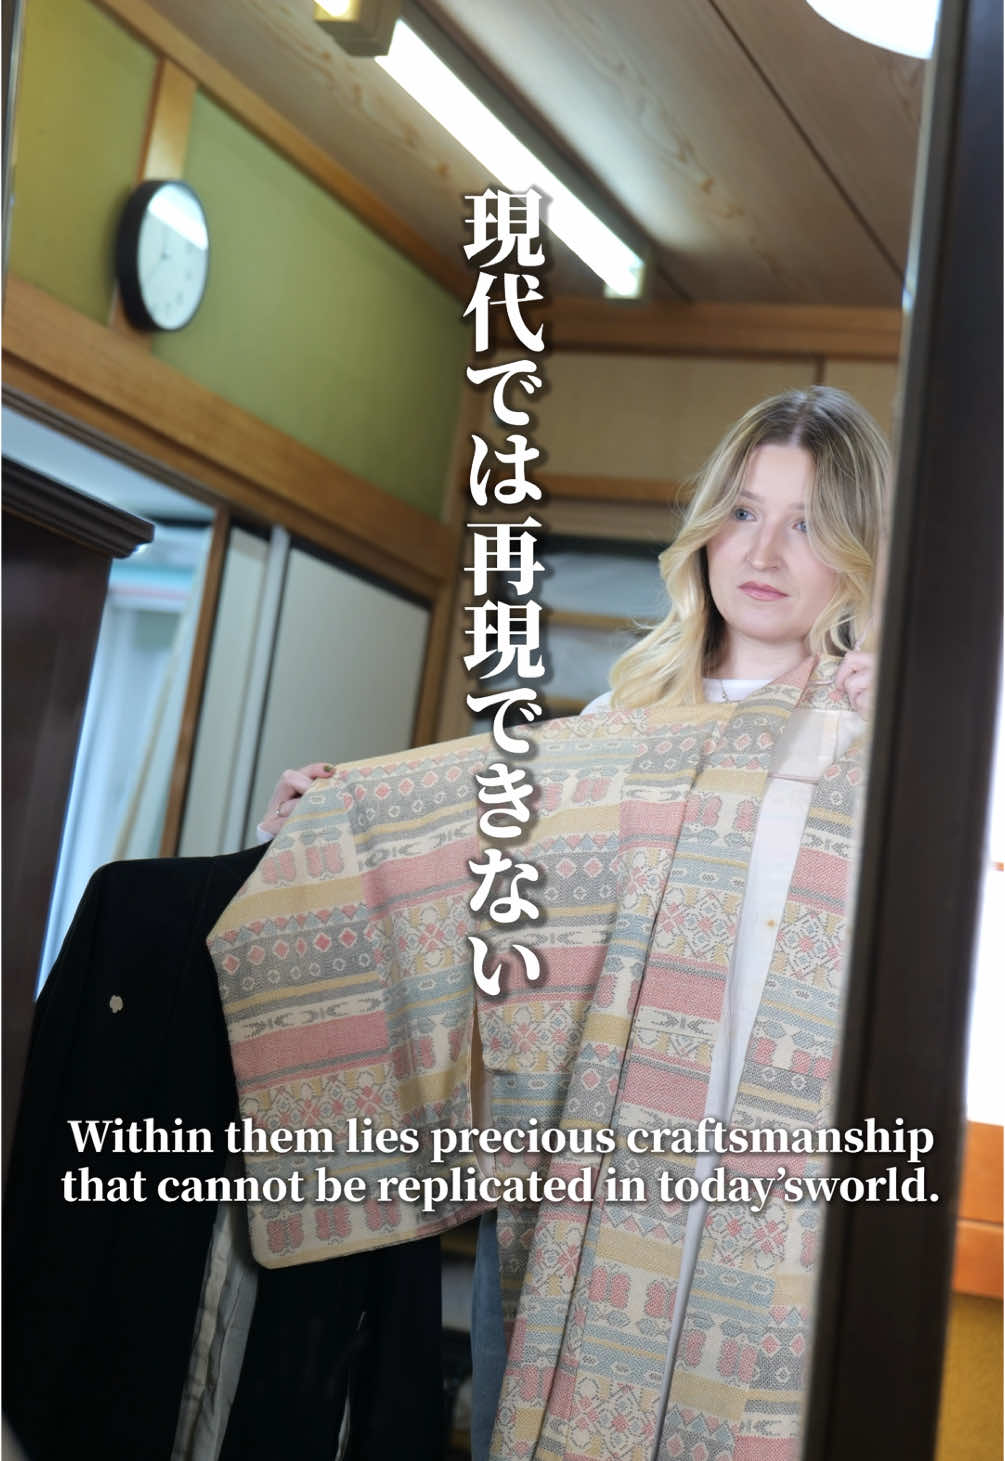 現代では再現できない
Within them lies precious craftsmanship
that cannot be replicated in today’sworld.